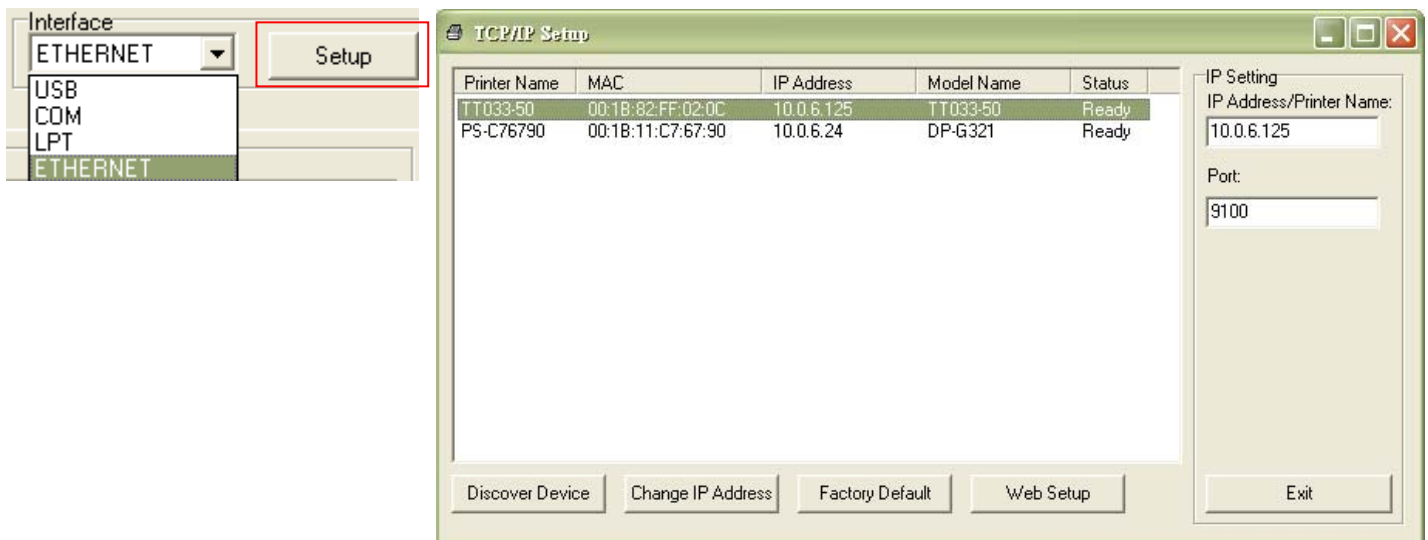 Interface
ETHERNET
Setup
USB
COM
LPT
ETHERNET
TCP/IP Setup
Printer Name MAC IP Address Model Name Status
TT033-50 00:1B:82:FF:02:0C 10.0.6.125 TT033-50 Ready
PS-C76790 00:1B:11:C7:67:90 10.0.6.24 DP-G321 Ready
IP Setting
IP Address/Printer Name:
10.0.6.125
Port:
9100
Discover Device Change IP Address Factory Default Web Setup Exit